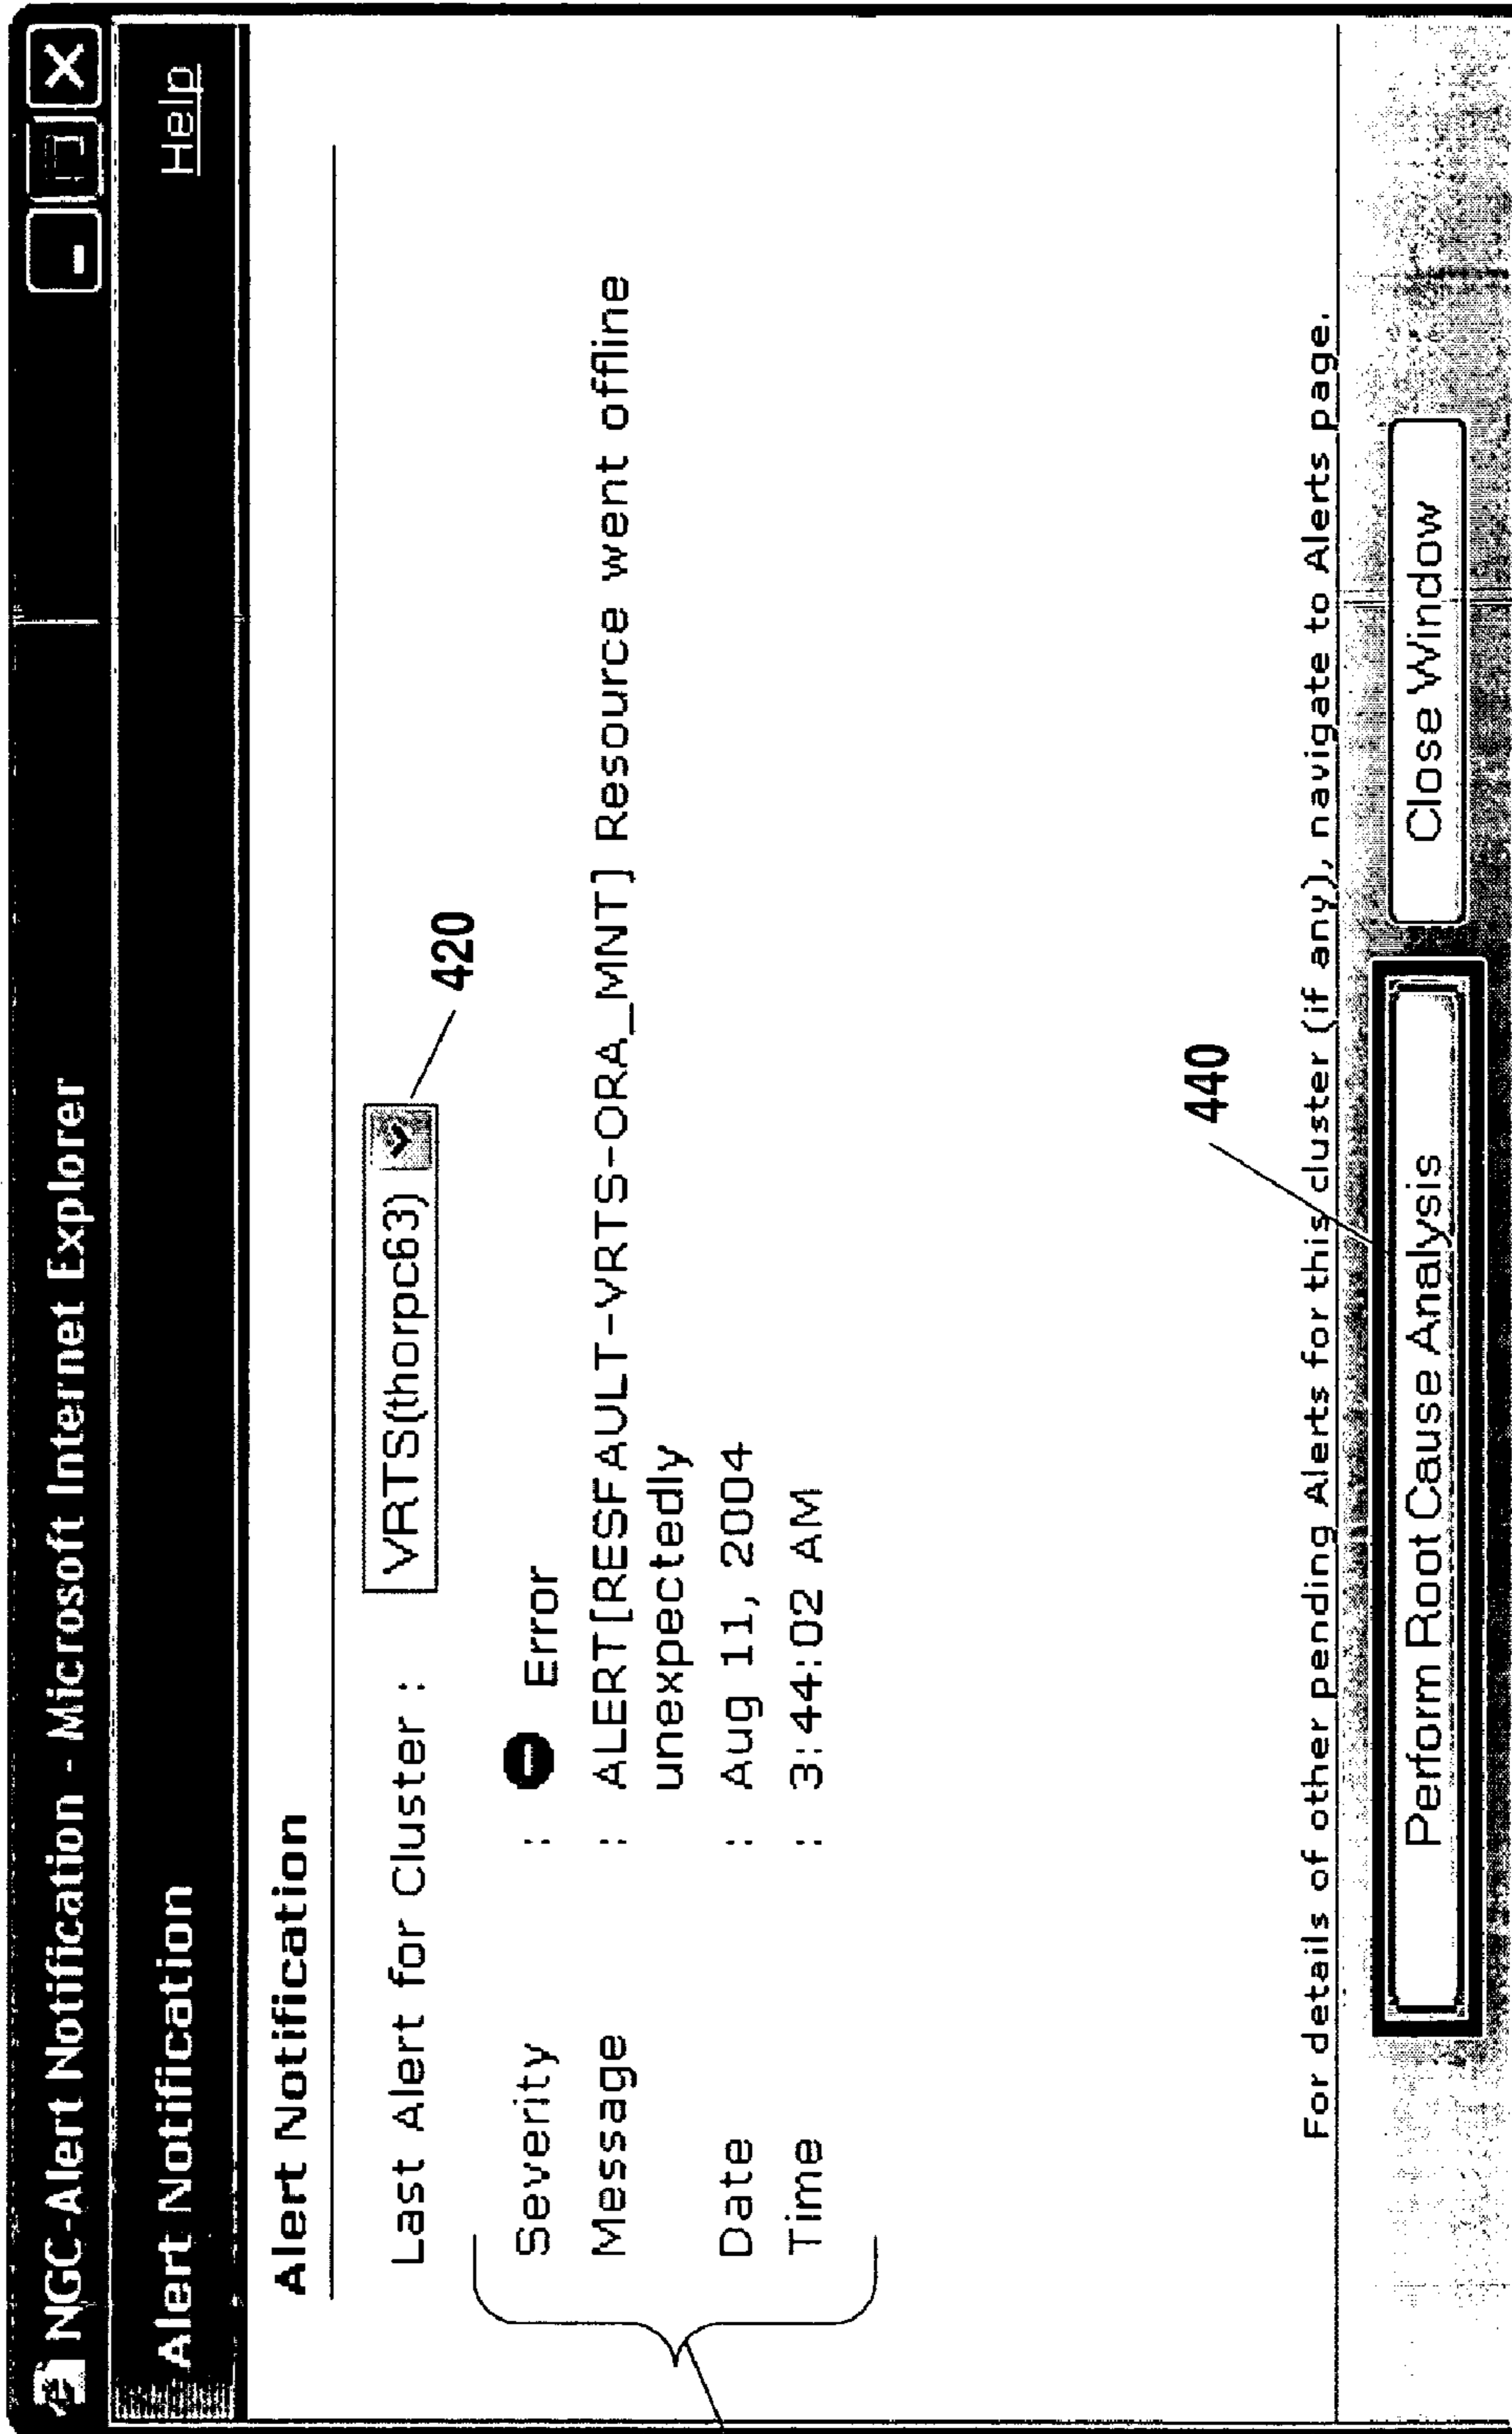 NGC-Alert Notification - Microsoft Internet Explorer
Alert Notification Help
Alert Notification
Last Alert for Cluster : VRTS(thorpc63) 420
Severity : Error
Message : ALERT[RESFAULT-VRTS-ORA_MNT] Resource went offline
unexpectedly
Date : Aug 11, 2004
Time : 3:44:02 AM
440
For details of other pending Alerts for this cluster (if any), navigate to Alerts page.
Perform Root Cause Analysis Close Window